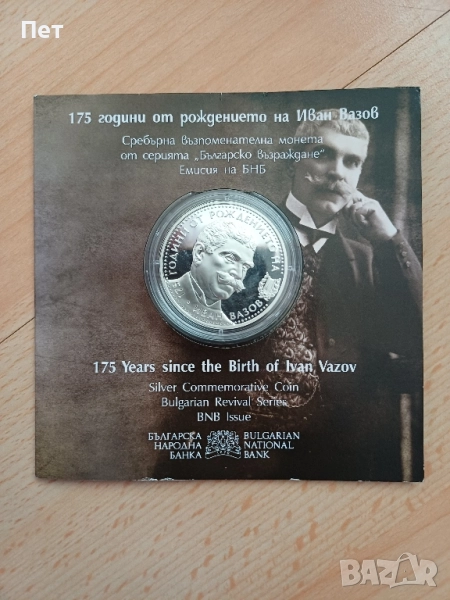 Пет
175 години от рождението на Иван Вазов
Сребърна възпоменателна монета
от серията „Българско възраждане“
Емисия на БНБ
ГОДИНИ ОТ РОЖДЕНИЕТО НА
ИВАН ВАЗОВ
175 Years since the Birth of Ivan Vazov
Silver Commemorative Coin
Bulgarian Revival Series
BNB Issue
БЪЛГАРСКА
НАРОДНА
БАНКА
BULGARIAN
NATIONAL
BANK
BAZAR